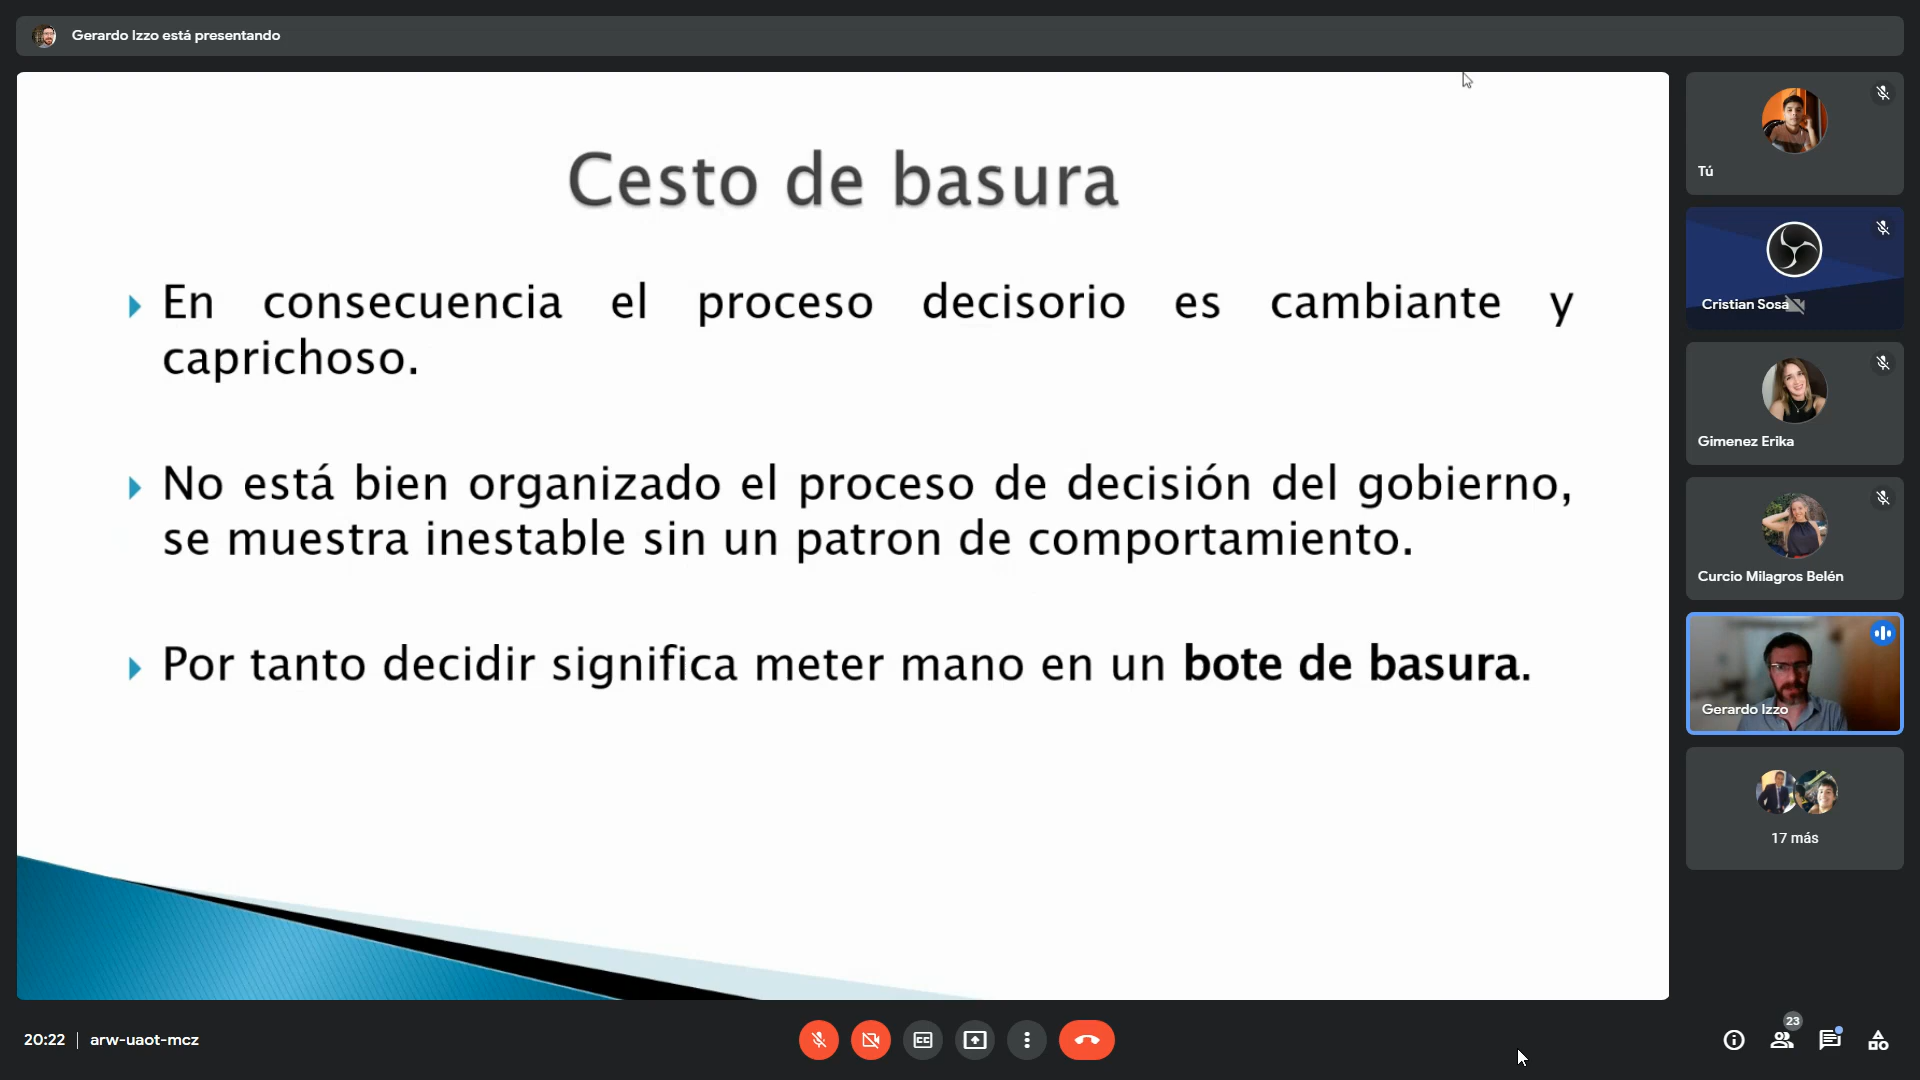 Gerardo Izzo está presentando
Cesto de basura
En consecuencia el proceso decisorio es cambiante y
caprichoso.
No está bien organizado el proceso de decisión del gobierno,
se muestra inestable sin un patron de comportamiento.
Por tanto decidir significa meter mano en un bote de basura.
Tú
Cristian Sosa
Gimenez Erika
Curcio Milagros Belén
Gerardo Izzo
17 más
20:22
arw-uaot-mcz
CC
23